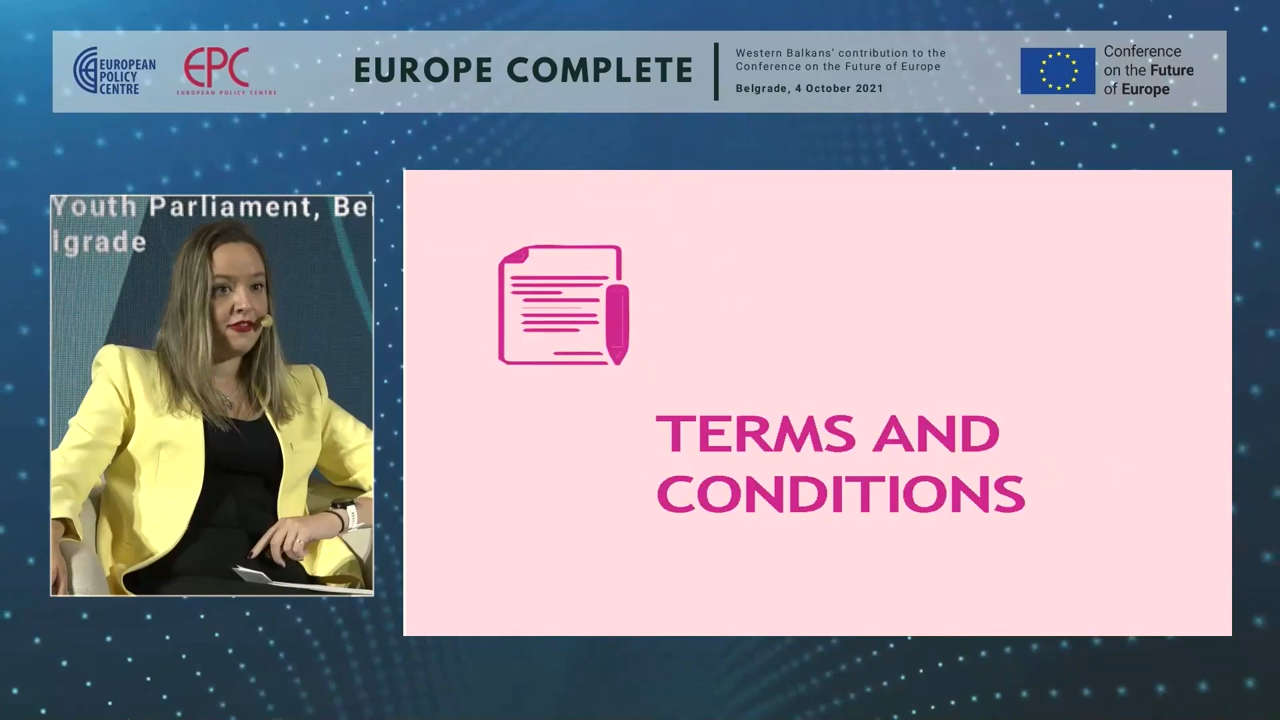 EUROPEAN
POLICY
CENTRE
EPC
EUROPEAN POLICY CENTRE
EUROPE COMPLETE
Western Balkans' contribution to the
Conference on the Future of Europe
Belgrade, 4 October 2021
Conference
on the Future
of Europe
Youth Parliament, Be
lgrade
TERMS AND
CONDITIONS